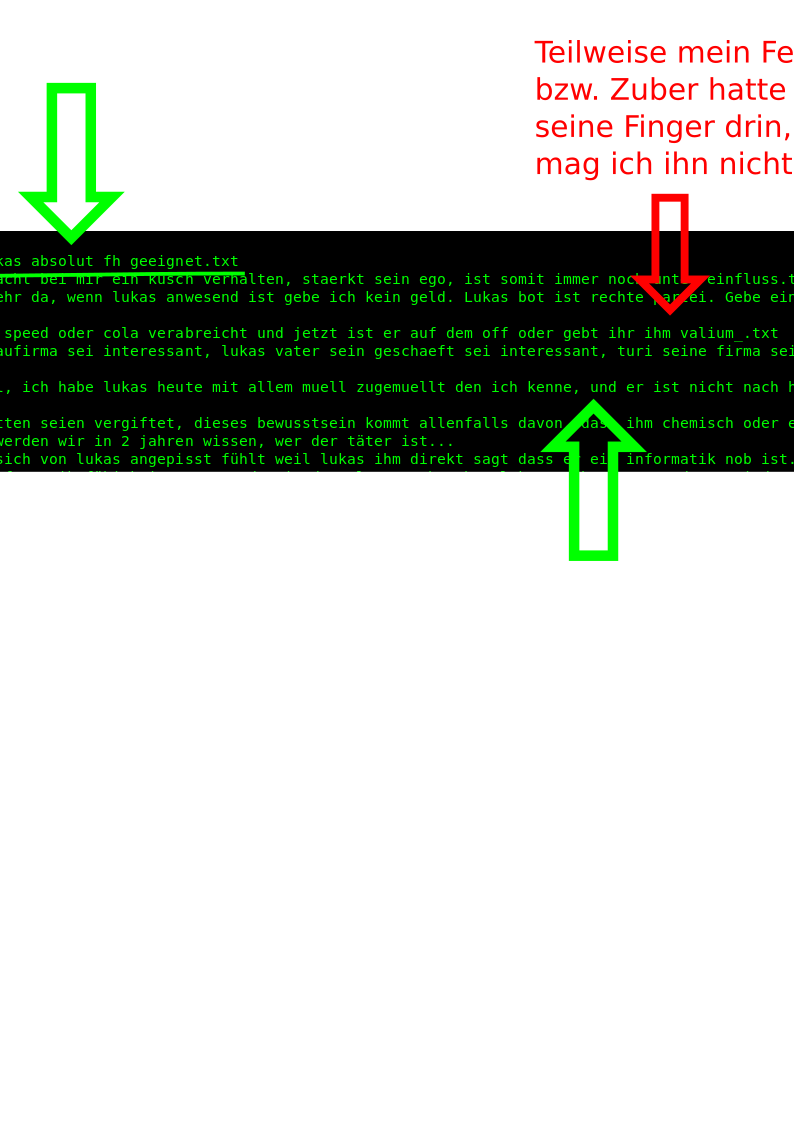 Teilweise mein Fe
bzw. Zuber hatte
seine Finger drin,
mag ich ihn nicht
kas absolut fh geeignet.txt
acht bei mir ein kusch verhalten, staerkt sein ego, ist somit immer noch unter einfluss.t
ehr da, wenn lukas anwesend ist gebe ich kein geld. Lukas bot ist rechte partei. Gebe ein
speed oder cola verabreicht und jetzt ist er auf dem off oder gebt ihr ihm valium_.txt
aufirma sei interessant, lukas vater sein geschaeft sei interessant, turi seine firma sei
l, ich habe lukas heute mit allem muell zugemuellt den ich kenne, und er ist nicht nach h
tten seien vergiftet, dieses bewusstsein kommt allenfalls davon dass ihm chemisch oder e
werden wir in 2 jahren wissen, wer der täter ist...
sich von lukas angepisst fühlt weil lukas ihm direkt sagt dass er ein informatik nob ist.